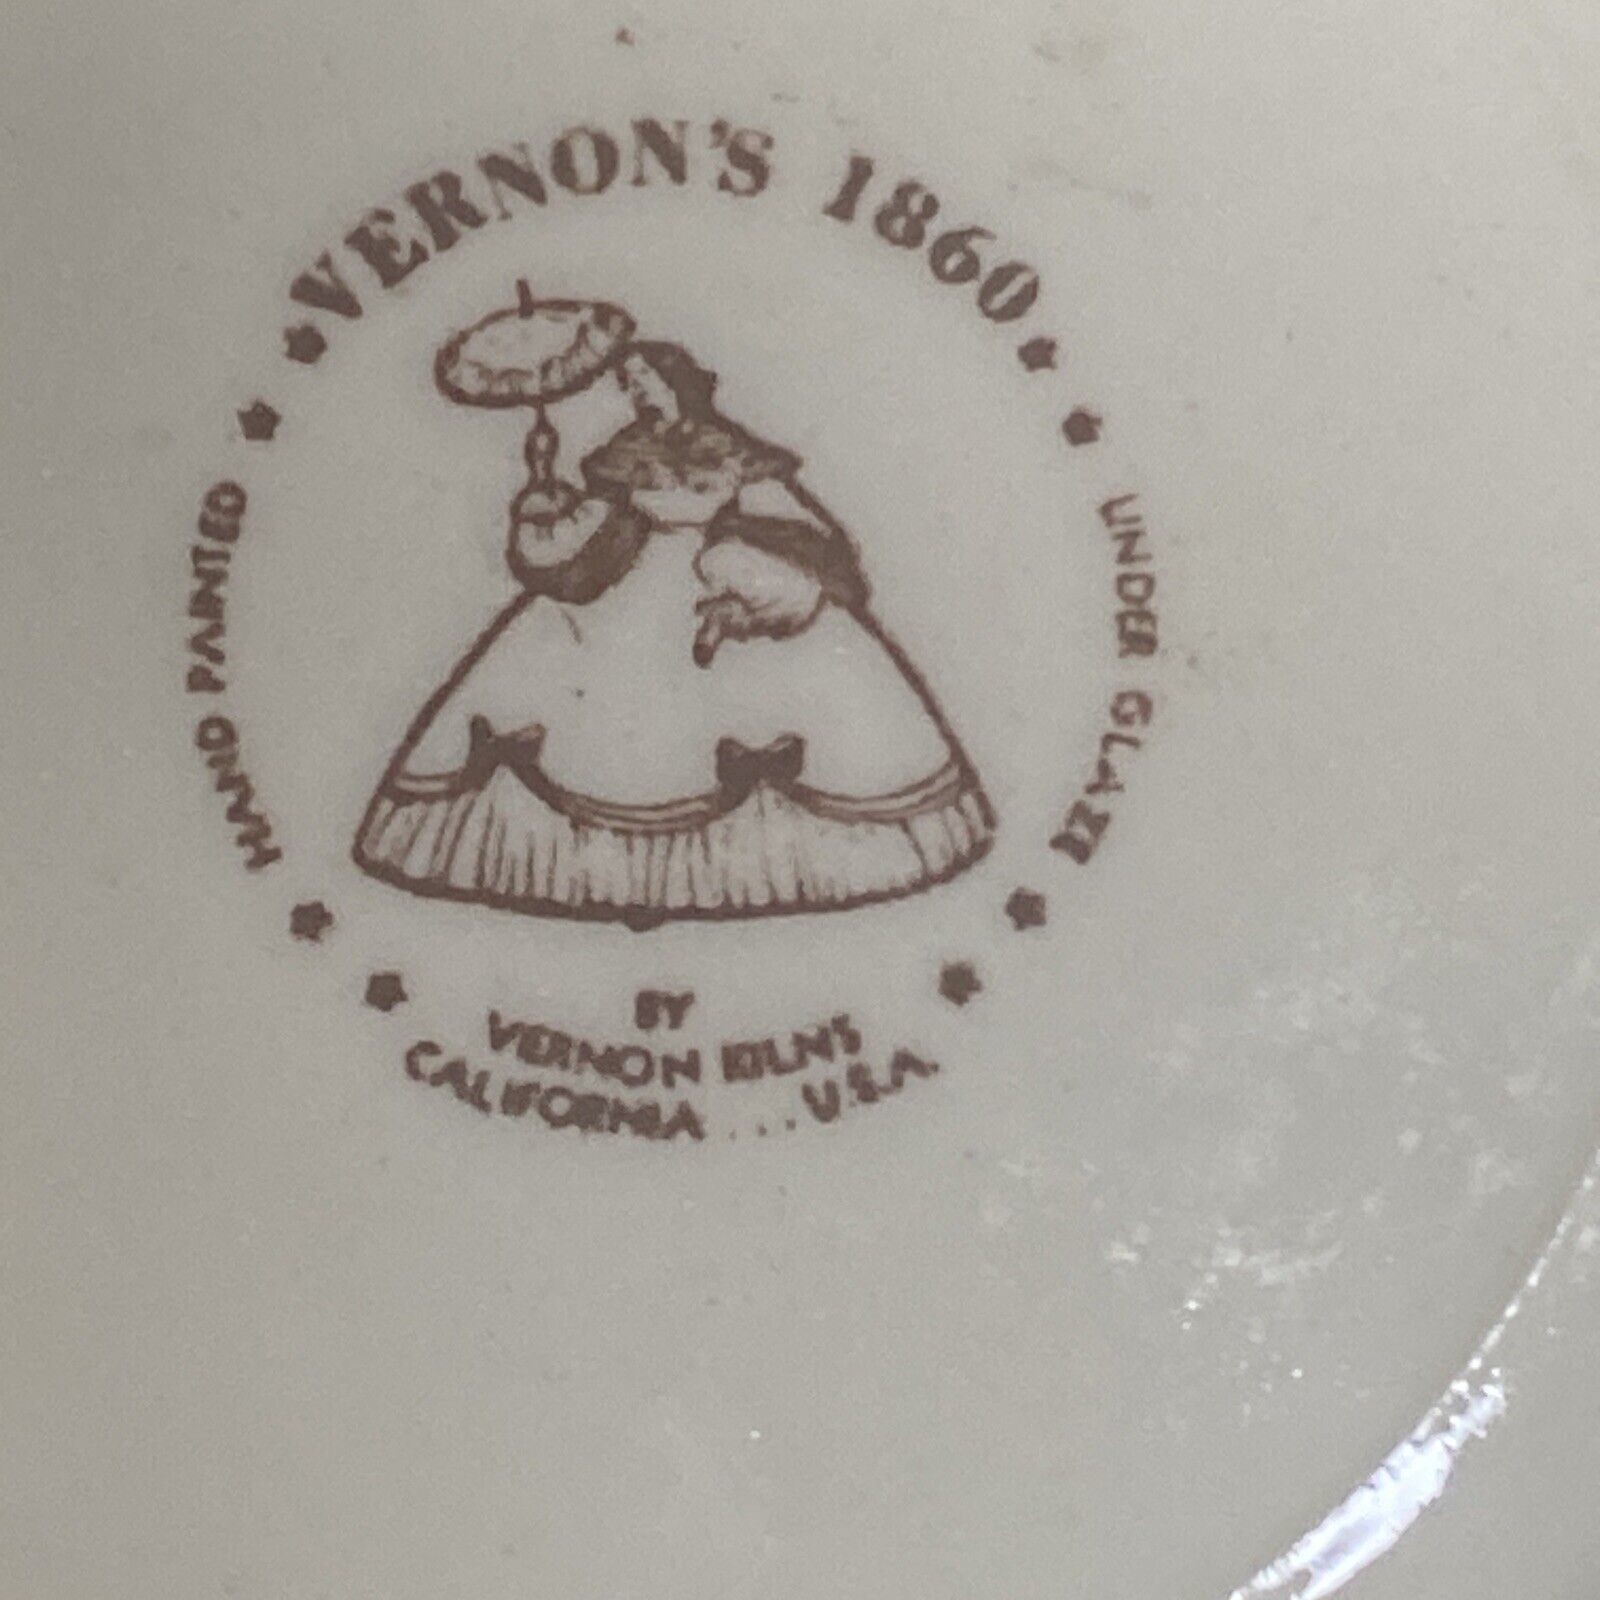 VERNON'S 1860
HAND PAINTED
UNDER GLAZE
BY
VERNON KILNS
CALIFORNIA ... U.S.A.